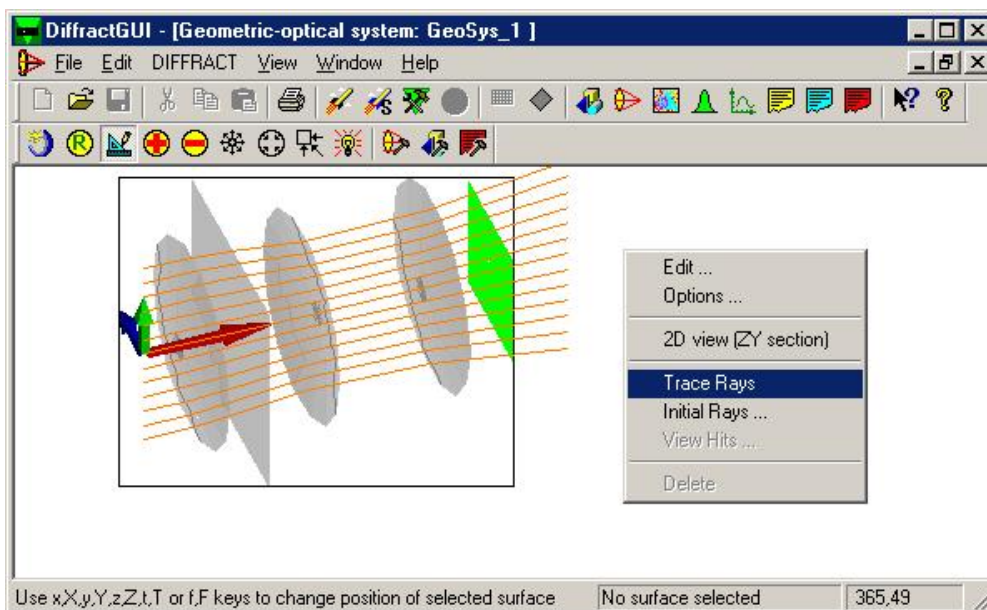 DiffractGUI - [Geometric-optical system: GeoSys_1 ]
File Edit DIFFRACT View Window Help
Edit ...
Options ...
2D view (ZY section)
Trace Rays
Initial Rays ...
View Hits ...
Delete
Use x,X,y,Y,z,Z,t,T or f,F keys to change position of selected surface No surface selected 365,49